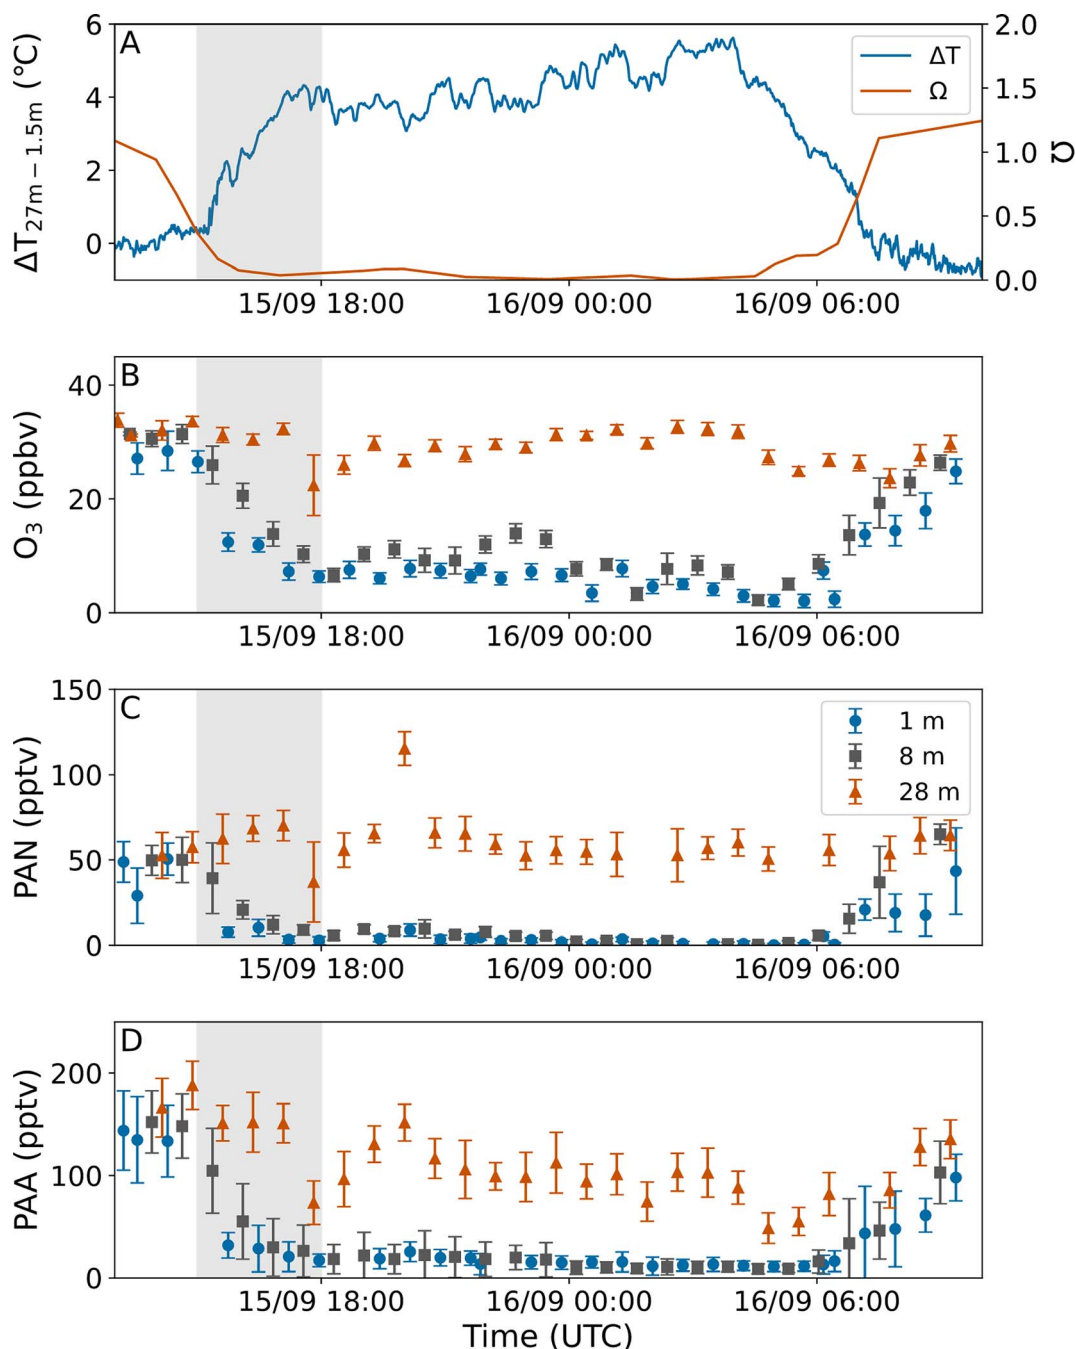 A
6
4
2
0
ΔT27m − 1.5m (°C)
2.0
1.5
1.0
0.5
0.0
Ω
ΔT
Ω
15/09 18:00 16/09 00:00 16/09 06:00
B
40
20
0
O3 (ppbv)
15/09 18:00 16/09 00:00 16/09 06:00
C
150
100
50
0
PAN (pptv)
1 m
8 m
28 m
15/09 18:00 16/09 00:00 16/09 06:00
D
200
100
0
PAA (pptv)
15/09 18:00 16/09 00:00 16/09 06:00
Time (UTC)